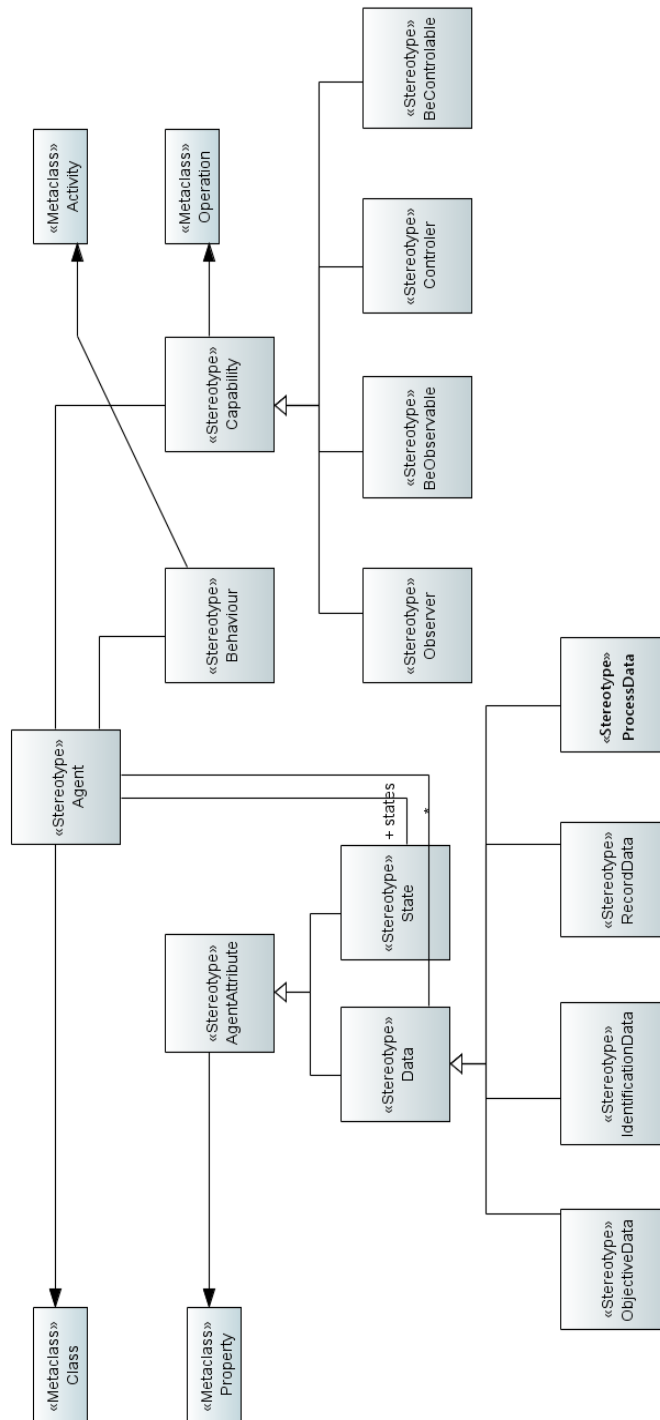 «Metaclass»
Class
«Stereotype»
Agent
«Metaclass»
Activity
«Metaclass»
Property
«Stereotype»
AgentAttribute
«Stereotype»
Behaviour
«Stereotype»
Capability
«Metaclass»
Operation
«Stereotype»
Data
«Stereotype»
State
+ states
*
«Stereotype»
Observer
«Stereotype»
BeObservable
«Stereotype»
Controler
«Stereotype»
BeControlable
«Stereotype»
ObjectiveData
«Stereotype»
IdentificationData
«Stereotype»
RecordData
«Stereotype»
ProcessData